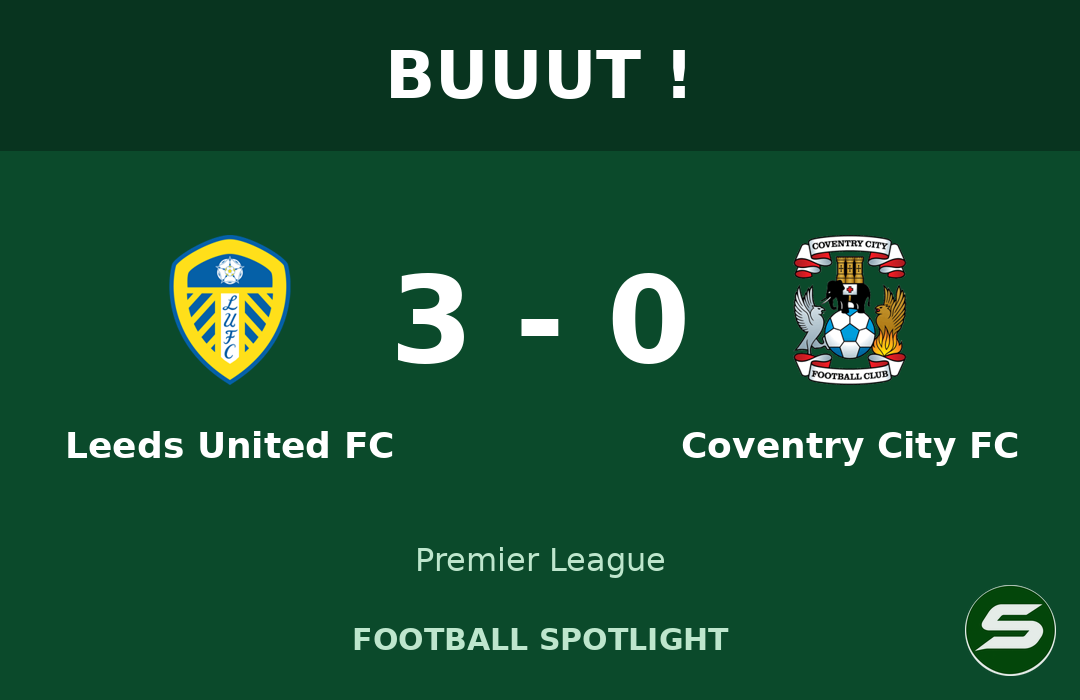 BUUUT !
COVENTRY CITY
L
U
F
C
3 - 0
FOOTBALL CLUB
Leeds United FC
Coventry City FC
Premier League
FOOTBALL SPOTLIGHT
S